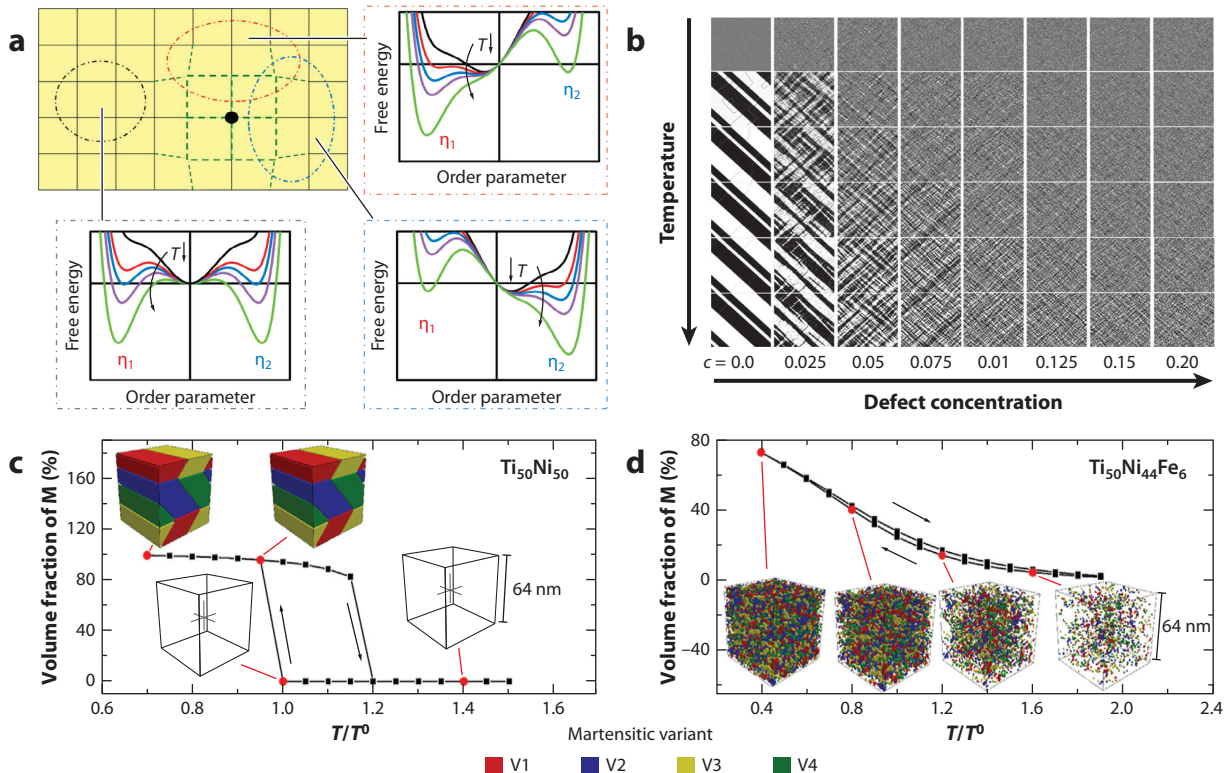 a
Free energy
T
η1
η2
Order parameter
Free energy
T
η1
η2
Order parameter
Free energy
T
η1
η2
Order parameter
b
Temperature
c = 0.0 0.025 0.05 0.075 0.01 0.125 0.15 0.20
Defect concentration
c
Ti50Ni50
Volume fraction of M (%)
160
120
80
40
0
64 nm
0.6 0.8 1.0 1.2 1.4 1.6
T/T⁰
d
Ti50Ni44Fe6
Volume fraction of M (%)
80
40
0
−40
64 nm
0.4 0.8 1.2 1.6 2.0 2.4
T/T⁰
Martensitic variant
V1 V2 V3 V4